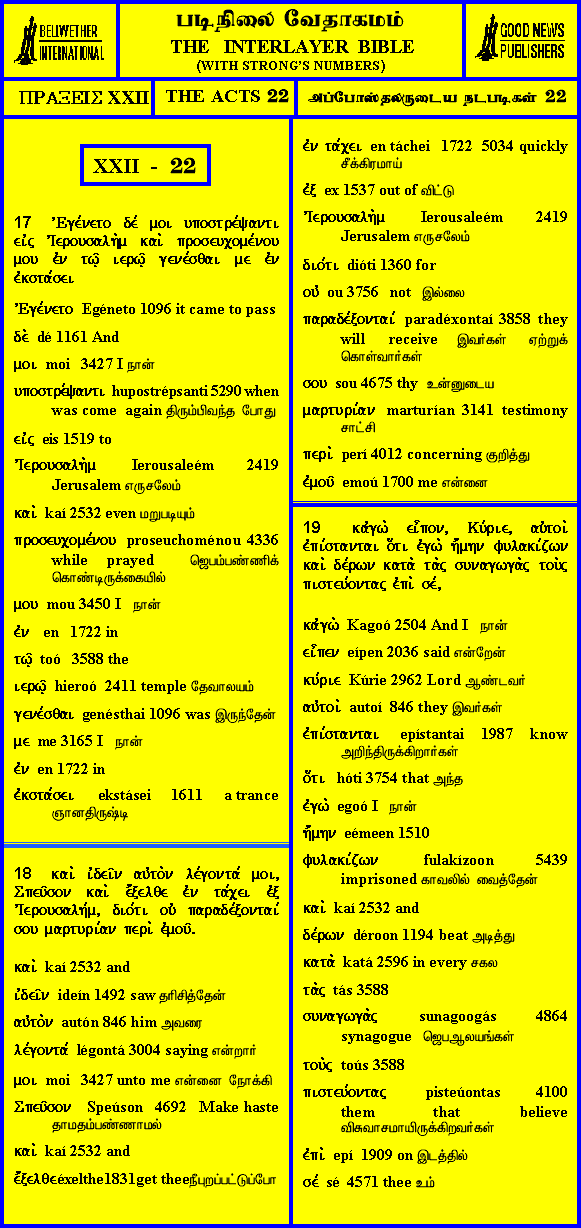 BELLWETHER
INTERNATIONAL
படிநிலை வேதாகமம்
THE INTERLAYER BIBLE
(WITH STRONG'S NUMBERS)
GOOD NEWS
PUBLISHERS
ΠΡΑΞΕΙΣ XXII
THE ACTS 22
அப்போஸ்தலருடைய நடபடிகள் 22
XXII - 22
17 Ἐγένετο δέ μοι υποστρέψαντι
εἰς Ἰερουσαλὴμ καὶ προσευχομένου
μου ἐν τῷ ιερῷ γενέσθαι με ἐν
ἐκστάσει
Ἐγένετο Egéneto 1096 it came to pass
δὲ dé 1161 And
μοι moi 3427 I நான்
υποστρέψαντι hupostrépsanti 5290 when
was come again திரும்பிவந்த போது
εἰς eis 1519 to
Ἰερουσαλὴμ Ierousaleém 2419
Jerusalem எருசலேம்
καὶ kaí 2532 even மறுபடியும்
προσευχομένου proseuchoménou 4336
while prayed ஜெபம்பண்ணிக்
கொண்டிருக்கையில்
μου mou 3450 I நான்
ἐν en 1722 in
τῷ toó 3588 the
ιερῷ hieroó 2411 temple தேவாலயம்
γενέσθαι genésthai 1096 was இருந்தேன்
με me 3165 I நான்
ἐν en 1722 in
ἐκστάσει ekstásei 1611 a trance
ஞானதிருஷ்டி
18 καὶ ἰδεῖν αὐτὸν λέγοντά μοι,
Σπεῦσον καὶ ἔξελθε ἐν τάχει ἐξ
Ἰερουσαλήμ, διότι οὐ παραδέξονταί
σου μαρτυρίαν περὶ ἐμοῦ.
καὶ kaí 2532 and
ἰδεῖν ideín 1492 saw தரிசித்தேன்
αὐτὸν autón 846 him அவரை
λέγοντά légontá 3004 saying என்றார்
μοι moi 3427 unto me என்னை நோக்கி
Σπεῦσον Speúson 4692 Make haste
தாமதம்பண்ணாமல்
καὶ kaí 2532 and
ἔξελθεéxelthe1831get theeநீபுறப்பட்டுப்போ
ἐν τάχει en táchei 1722 5034 quickly
சீக்கிரமாய்
ἐξ ex 1537 out of விட்டு
Ἰερουσαλὴμ Ierousaleém 2419
Jerusalem எருசலேம்
διότι dióti 1360 for
οὐ ou 3756 not இல்லை
παραδέξονταί paradéxontaí 3858 they
will receive இவர்கள் ஏற்றுக்
கொள்வார்கள்
σου sou 4675 thy உன்னுடைய
μαρτυρίαν marturían 3141 testimony
சாட்சி
περὶ perí 4012 concerning குறித்து
ἐμοῦ emoú 1700 me என்னை
19 κἀγὼ εἶπον, Κύριε, αὐτοὶ
ἐπίστανται ὅτι ἐγὼ ἤμην φυλακίζων
καὶ δέρων κατὰ τὰς συναγωγὰς τοὺς
πιστεύοντας ἐπὶ σέ,
κἀγὼ Kagoó 2504 And I நான்
εἶπεν eípen 2036 said என்றேன்
κύριε Kúrie 2962 Lord ஆண்டவர்
αὐτοὶ autoí 846 they இவர்கள்
ἐπίστανται epístantai 1987 know
அறிந்திருக்கிறார்கள்
ὅτι hóti 3754 that அந்த
ἐγὼ egoó I நான்
ἤμην eémeen 1510
φυλακίζων fulakízoon 5439
imprisoned காவலில் வைத்தேன்
καὶ kaí 2532 and
δέρων déroon 1194 beat அடித்து
κατὰ katá 2596 in every சகல
τὰς tás 3588
συναγωγὰς sunagoogás 4864
synagogue ஜெபஆலயங்கள்
τοὺς toús 3588
πιστεύοντας pisteúontas 4100
them that believe
விசுவாசமாயிருக்கிறவர்கள்
ἐπὶ epí 1909 on இடத்தில்
σέ sé 4571 thee உம்